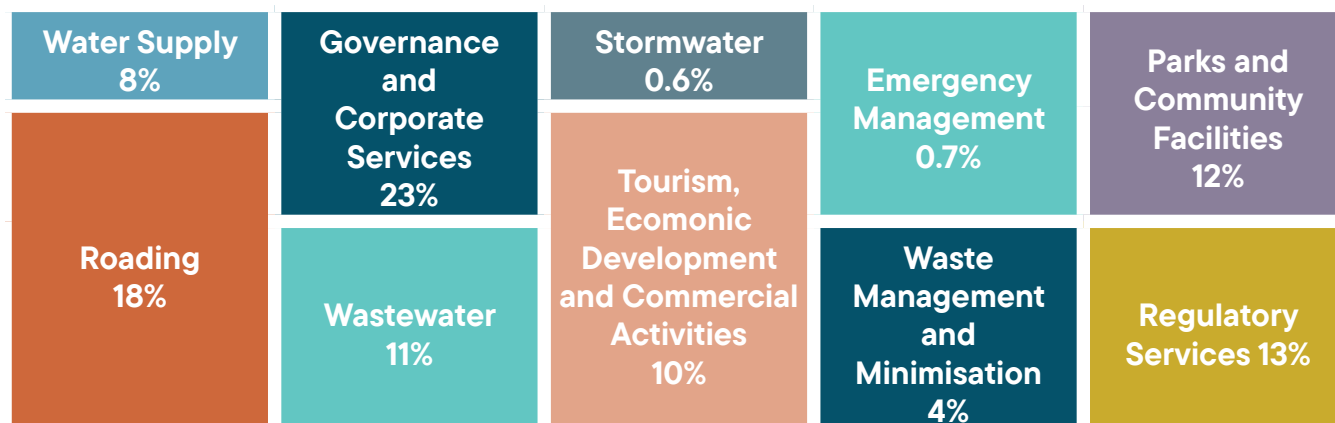 Water Supply
8%
Roading
18%
Governance
and
Corporate
Services
23%
Wastewater
11%
Stormwater
0.6%
Tourism,
Ecomonic
Development
and Commercial
Activities
10%
Emergency
Management
0.7%
Waste
Management
and
Minimisation
4%
Parks and
Community
Facilities
12%
Regulatory
Services 13%